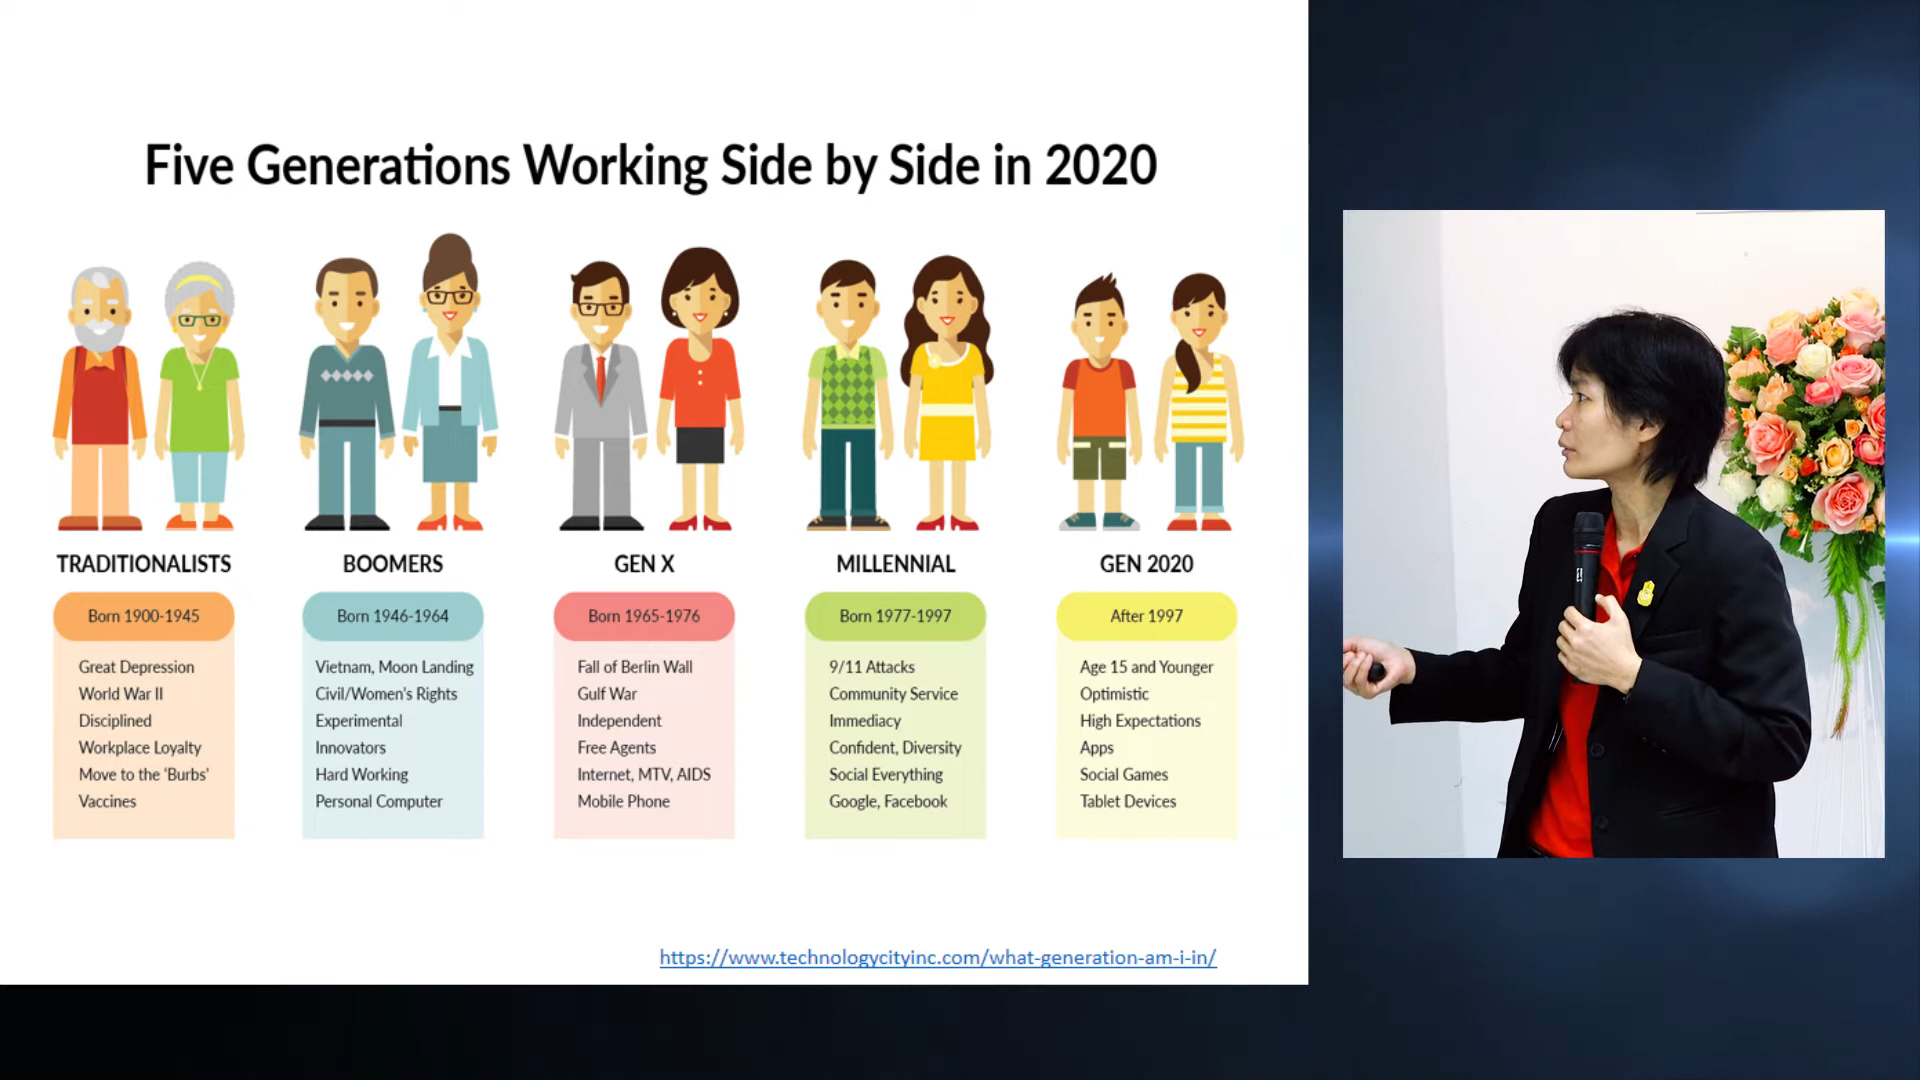 Five Generations Working Side by Side in 2020
TRADITIONALISTS
Born 1900-1945
Great Depression
World War II
Disciplined
Workplace Loyalty
Move to the ‘Burbs’
Vaccines
BOOMERS
Born 1946-1964
Vietnam, Moon Landing
Civil/Women’s Rights
Experimental
Innovators
Hard Working
Personal Computer
GEN X
Born 1965-1976
Fall of Berlin Wall
Gulf War
Independent
Free Agents
Internet, MTV, AIDS
Mobile Phone
MILLENNIAL
Born 1977-1997
9/11 Attacks
Community Service
Immediacy
Confident, Diversity
Social Everything
Google, Facebook
GEN 2020
After 1997
Age 15 and Younger
Optimistic
High Expectations
Apps
Social Games
Tablet Devices
https://www.technologycityinc.com/what-generation-am-i-in/